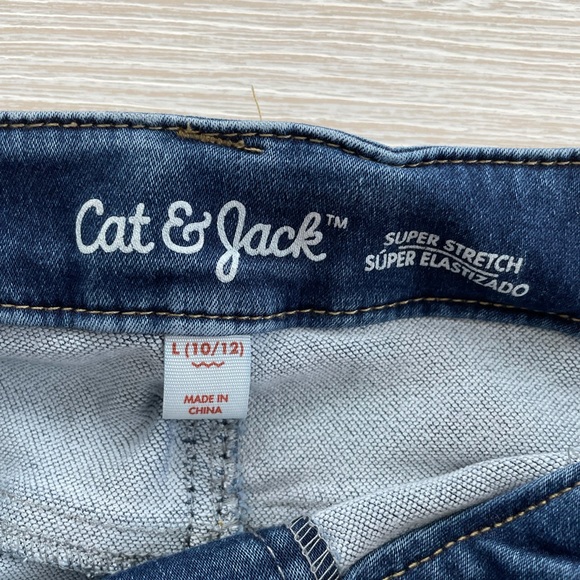 Cat & Jack™
SUPER STRETCH
SÚPER ELASTIZADO
L (10/12)
MADE IN
CHINA